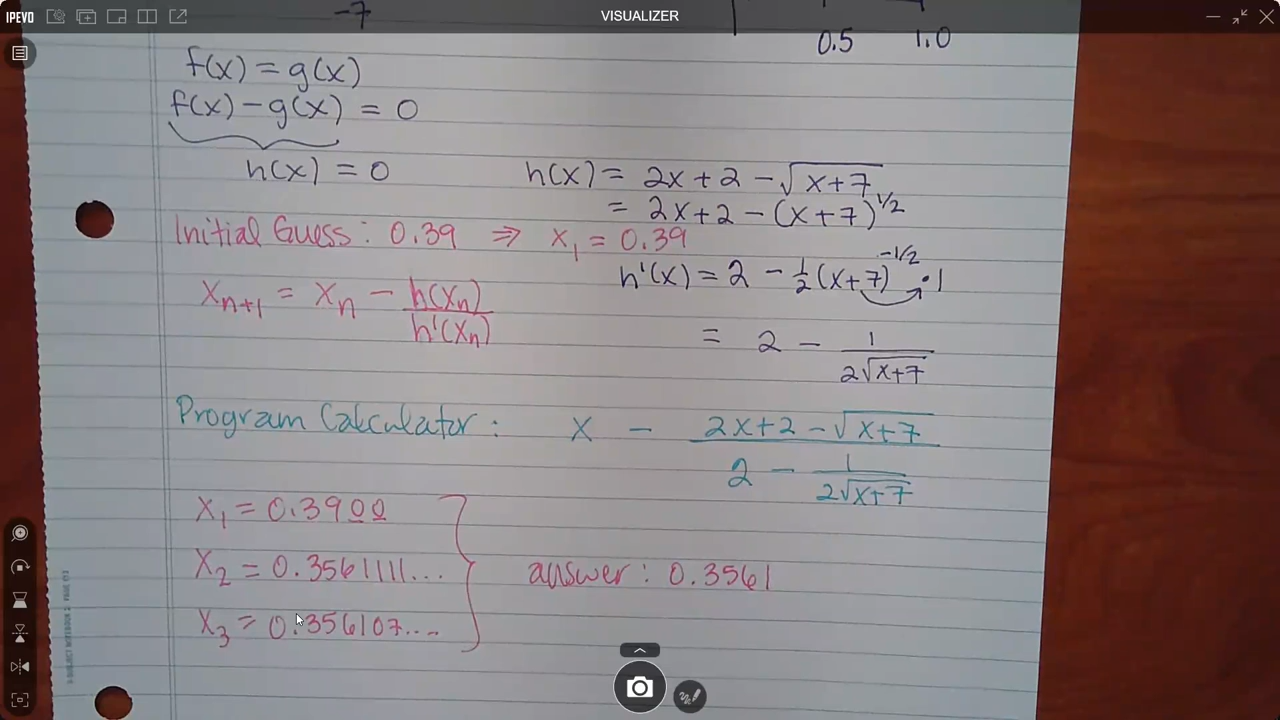 IPEVO
VISUALIZER
-7
0.5 1.0
f(x) = g(x)
f(x) - g(x) = 0
h(x) = 0
h(x) = 2x + 2 - √(x+7)
= 2x + 2 - (x+7)^(1/2)
Initial Guess : 0.39 ⇒ x₁ = 0.39
h'(x) = 2 - 1/2 (x+7)^(-1/2) · 1
xₙ₊₁ = xₙ - h(xₙ)/h'(xₙ)
= 2 - 1/(2√(x+7))
Program Calculator : x - (2x+2-√(x+7))/(2 - 1/(2√(x+7)))
x₁ = 0.3900
x₂ = 0.3561111...
answer : 0.3561
x₃ = 0.356107...